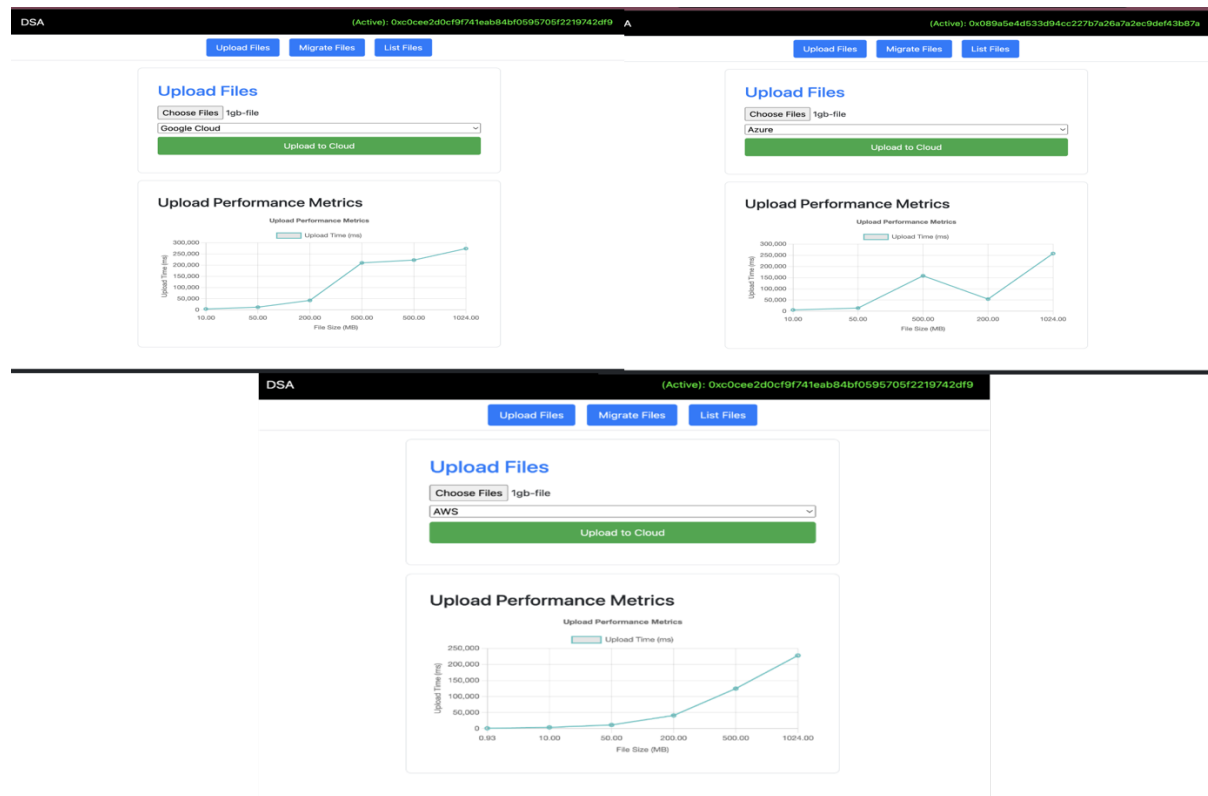 DSA
(Active): 0xc0cee2d0cf9f741eab84bf0595705f2219742df9
Upload Files
Migrate Files
List Files
Upload Files
Choose Files 1gb-file
Google Cloud
Upload to Cloud
Upload Performance Metrics
Upload Performance Metrics
Upload Time (ms)
300,000
250,000
200,000
150,000
100,000
50,000
0
Upload Time (ms)
10.00 50.00 200.00 500.00 500.00 1024.00
File Size (MB)
A
(Active): 0x089a5e4d533d94cc227b7a26a7a2ec9def43b87a
Upload Files
Migrate Files
List Files
Upload Files
Choose Files 1gb-file
Azure
Upload to Cloud
Upload Performance Metrics
Upload Performance Metrics
Upload Time (ms)
300,000
250,000
200,000
150,000
100,000
50,000
0
Upload Time (ms)
10.00 50.00 500.00 200.00 1024.00
File Size (MB)
DSA
(Active): 0xc0cee2d0cf9f741eab84bf0595705f2219742df9
Upload Files
Migrate Files
List Files
Upload Files
Choose Files 1gb-file
AWS
Upload to Cloud
Upload Performance Metrics
Upload Performance Metrics
Upload Time (ms)
250,000
200,000
150,000
100,000
50,000
0
Upload Time (ms)
0.93 10.00 50.00 200.00 500.00 1024.00
File Size (MB)